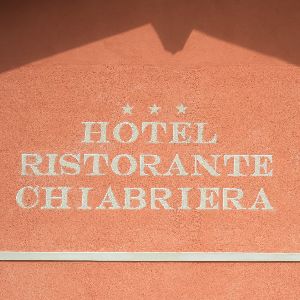 ★ ★ ★
HOTEL
RISTORANTE
CHIABRIERA